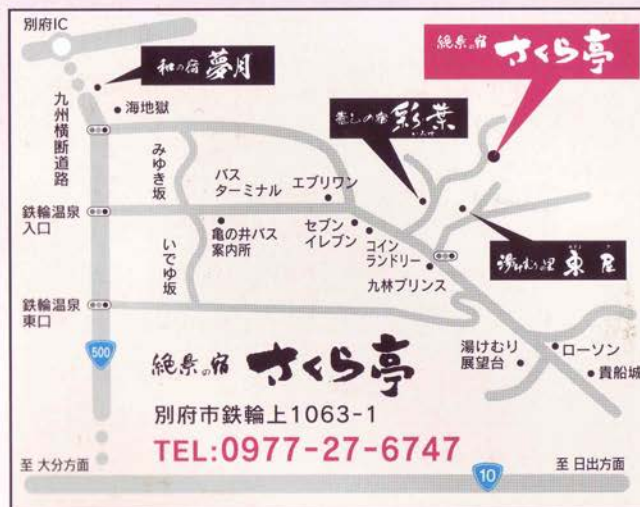 別府IC
和の宿 夢月
絶景の宿 さくら亭
九州横断道路
海地獄
癒しの宿 彩葉
いろは
みゆき坂
バス
ターミナル
エブリワン
鉄輪温泉
入口
亀の井バス
案内所
セブン
イレブン
コイン
ランドリー
湯けむりの里 東屋
いでゆ坂
九林プリンス
鉄輪温泉
東口
500
湯けむり
展望台
ローソン
貴船城
絶景の宿 さくら亭
別府市鉄輪上1063-1
TEL:0977-27-6747
至 大分方面
10
至 日出方面